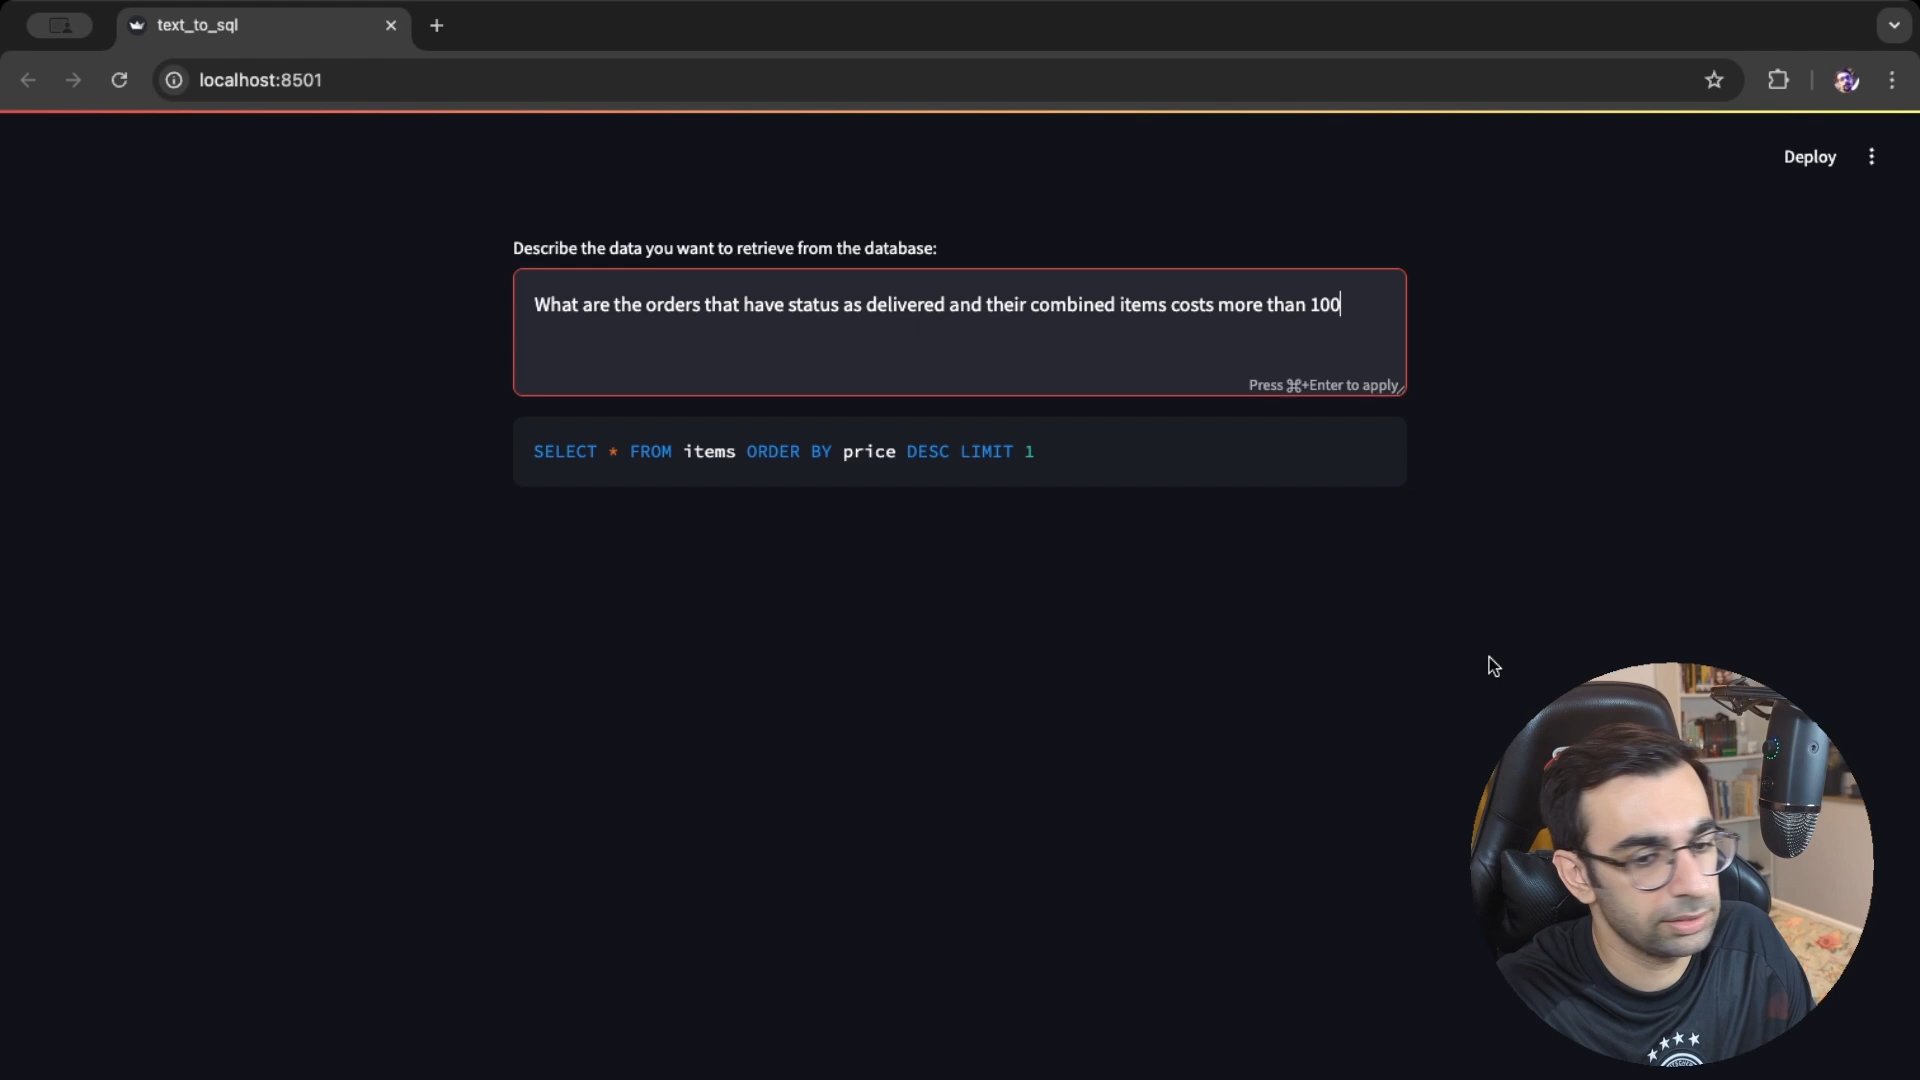 text_to_sql
localhost:8501
Deploy
Describe the data you want to retrieve from the database:
What are the orders that have status as delivered and their combined items costs more than 100
Press ⌘+Enter to apply
SELECT * FROM items ORDER BY price DESC LIMIT 1